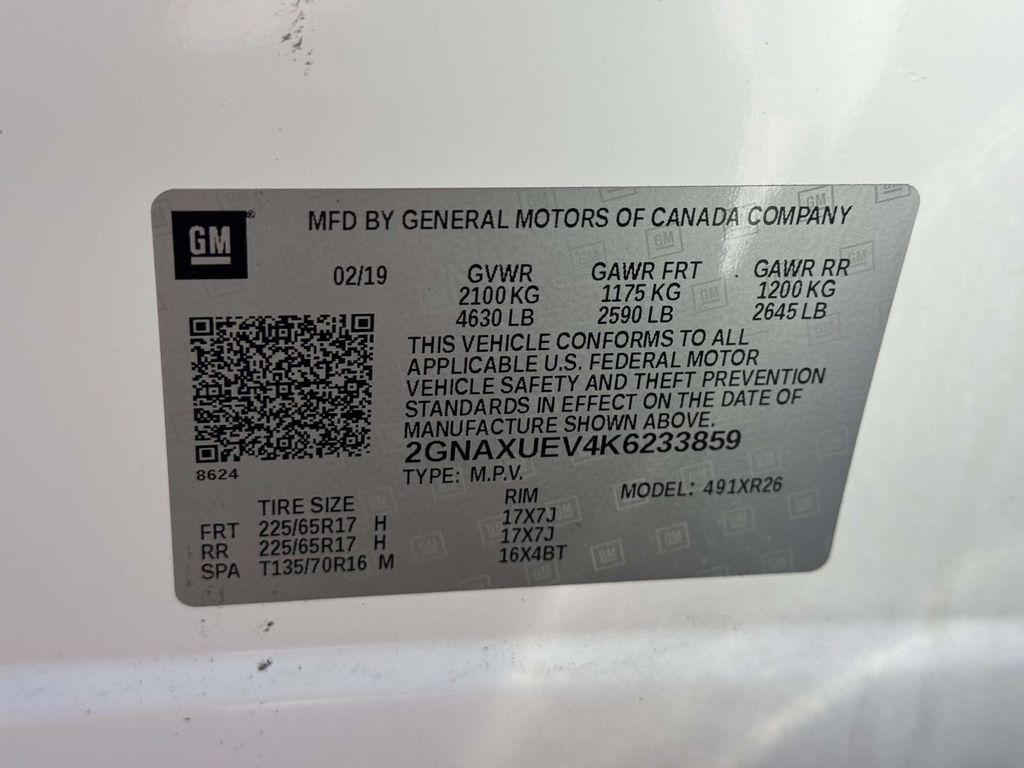 GM
MFD BY GENERAL MOTORS OF CANADA COMPANY
02/19 GVWR GAWR FRT GAWR RR
2100 KG 1175 KG 1200 KG
4630 LB 2590 LB 2645 LB
THIS VEHICLE CONFORMS TO ALL
APPLICABLE U.S. FEDERAL MOTOR
VEHICLE SAFETY AND THEFT PREVENTION
STANDARDS IN EFFECT ON THE DATE OF
MANUFACTURE SHOWN ABOVE.
2GNAXUEV4K6233859
8624
TYPE: M.P.V. MODEL: 491XR26
TIRE SIZE RIM
FRT 225/65R17 H 17X7J
RR 225/65R17 H 17X7J
SPA T135/70R16 M 16X4BT